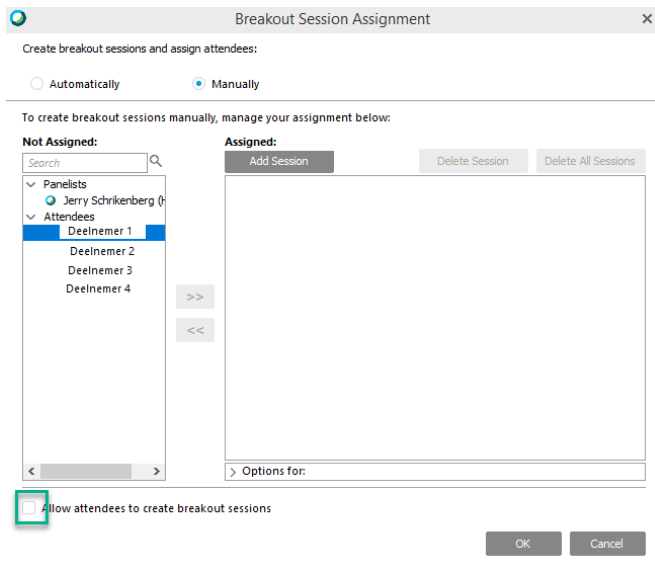 Breakout Session Assignment
Create breakout sessions and assign attendees:
Automatically
Manually
To create breakout sessions manually, manage your assignment below:
Not Assigned:
Assigned:
Search
Add Session
Delete Session
Delete All Sessions
Panelists
Jerry Schrikenberg (H
Attendees
Deelnemer 1
Deelnemer 2
Deelnemer 3
Deelnemer 4
>>
<<
Options for:
Allow attendees to create breakout sessions
OK
Cancel